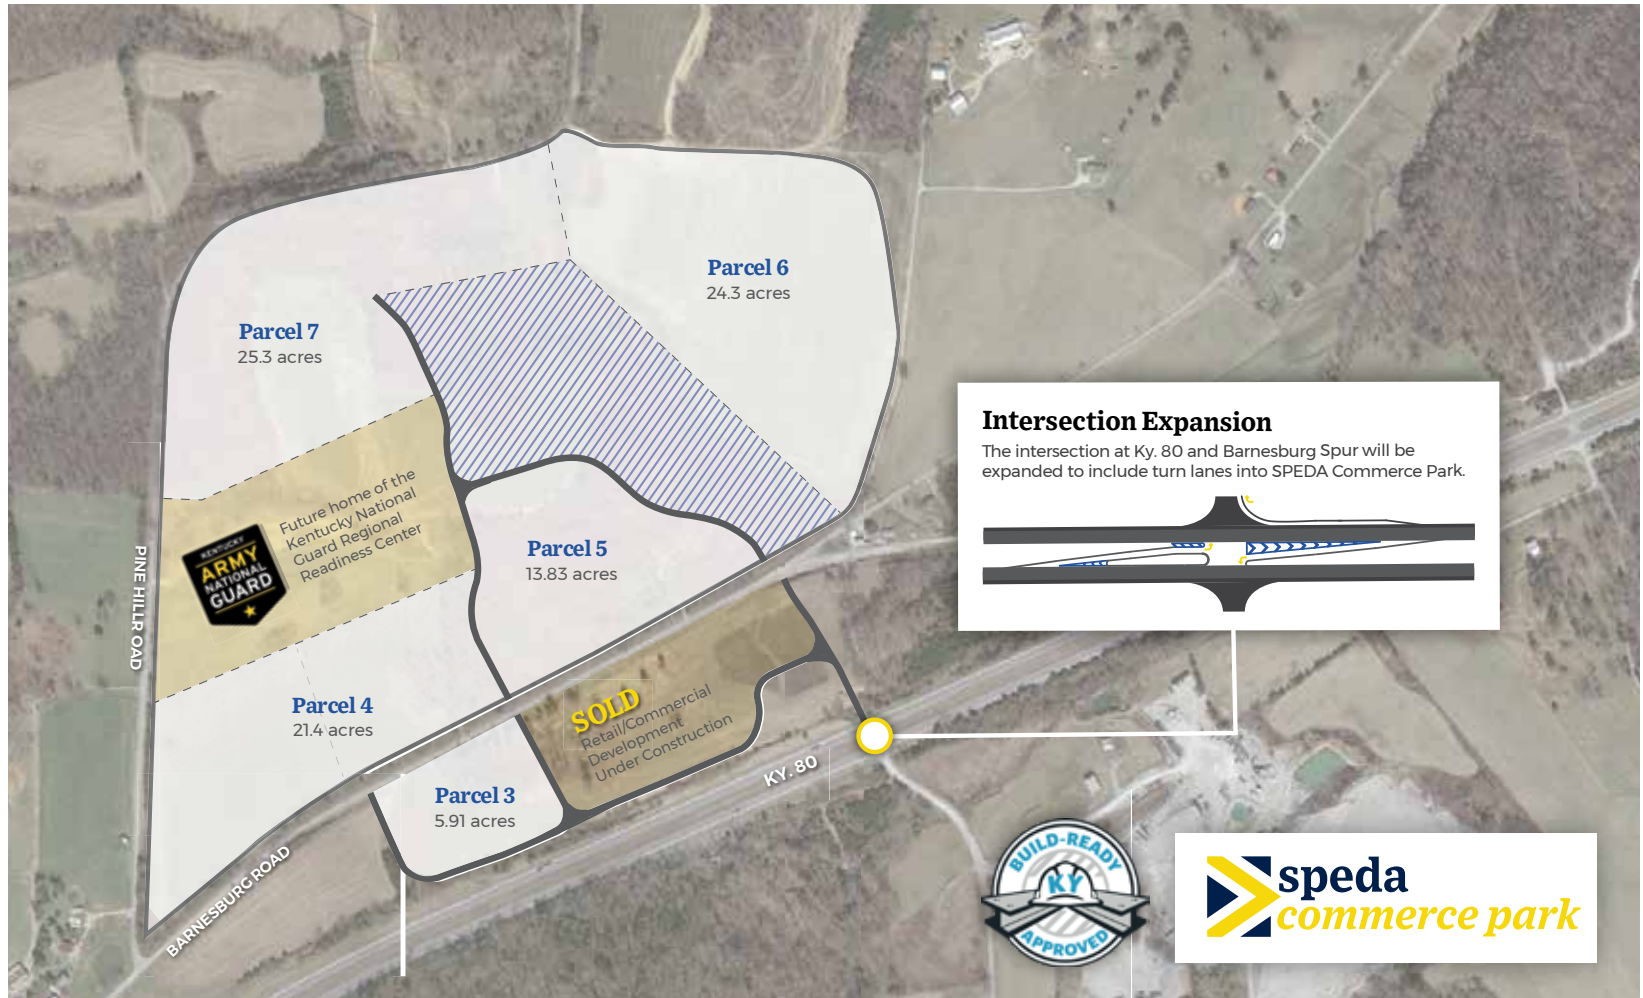 Parcel 6
24.3 acres
Parcel 7
25.3 acres
Future home of the
Kentucky National
Guard Regional
Readiness Center
KENTUCKY
ARMY
NATIONAL
GUARD
PINE HILLR OAD
Parcel 5
13.83 acres
Parcel 4
21.4 acres
SOLD
Retail/Commercial
Development
Under Construction
Parcel 3
5.91 acres
KY. 80
BARNESBURG ROAD
Intersection Expansion
The intersection at Ky. 80 and Barnesburg Spur will be
expanded to include turn lanes into SPEDA Commerce Park.
BUILD-READY
KY
APPROVED
speda
commerce park